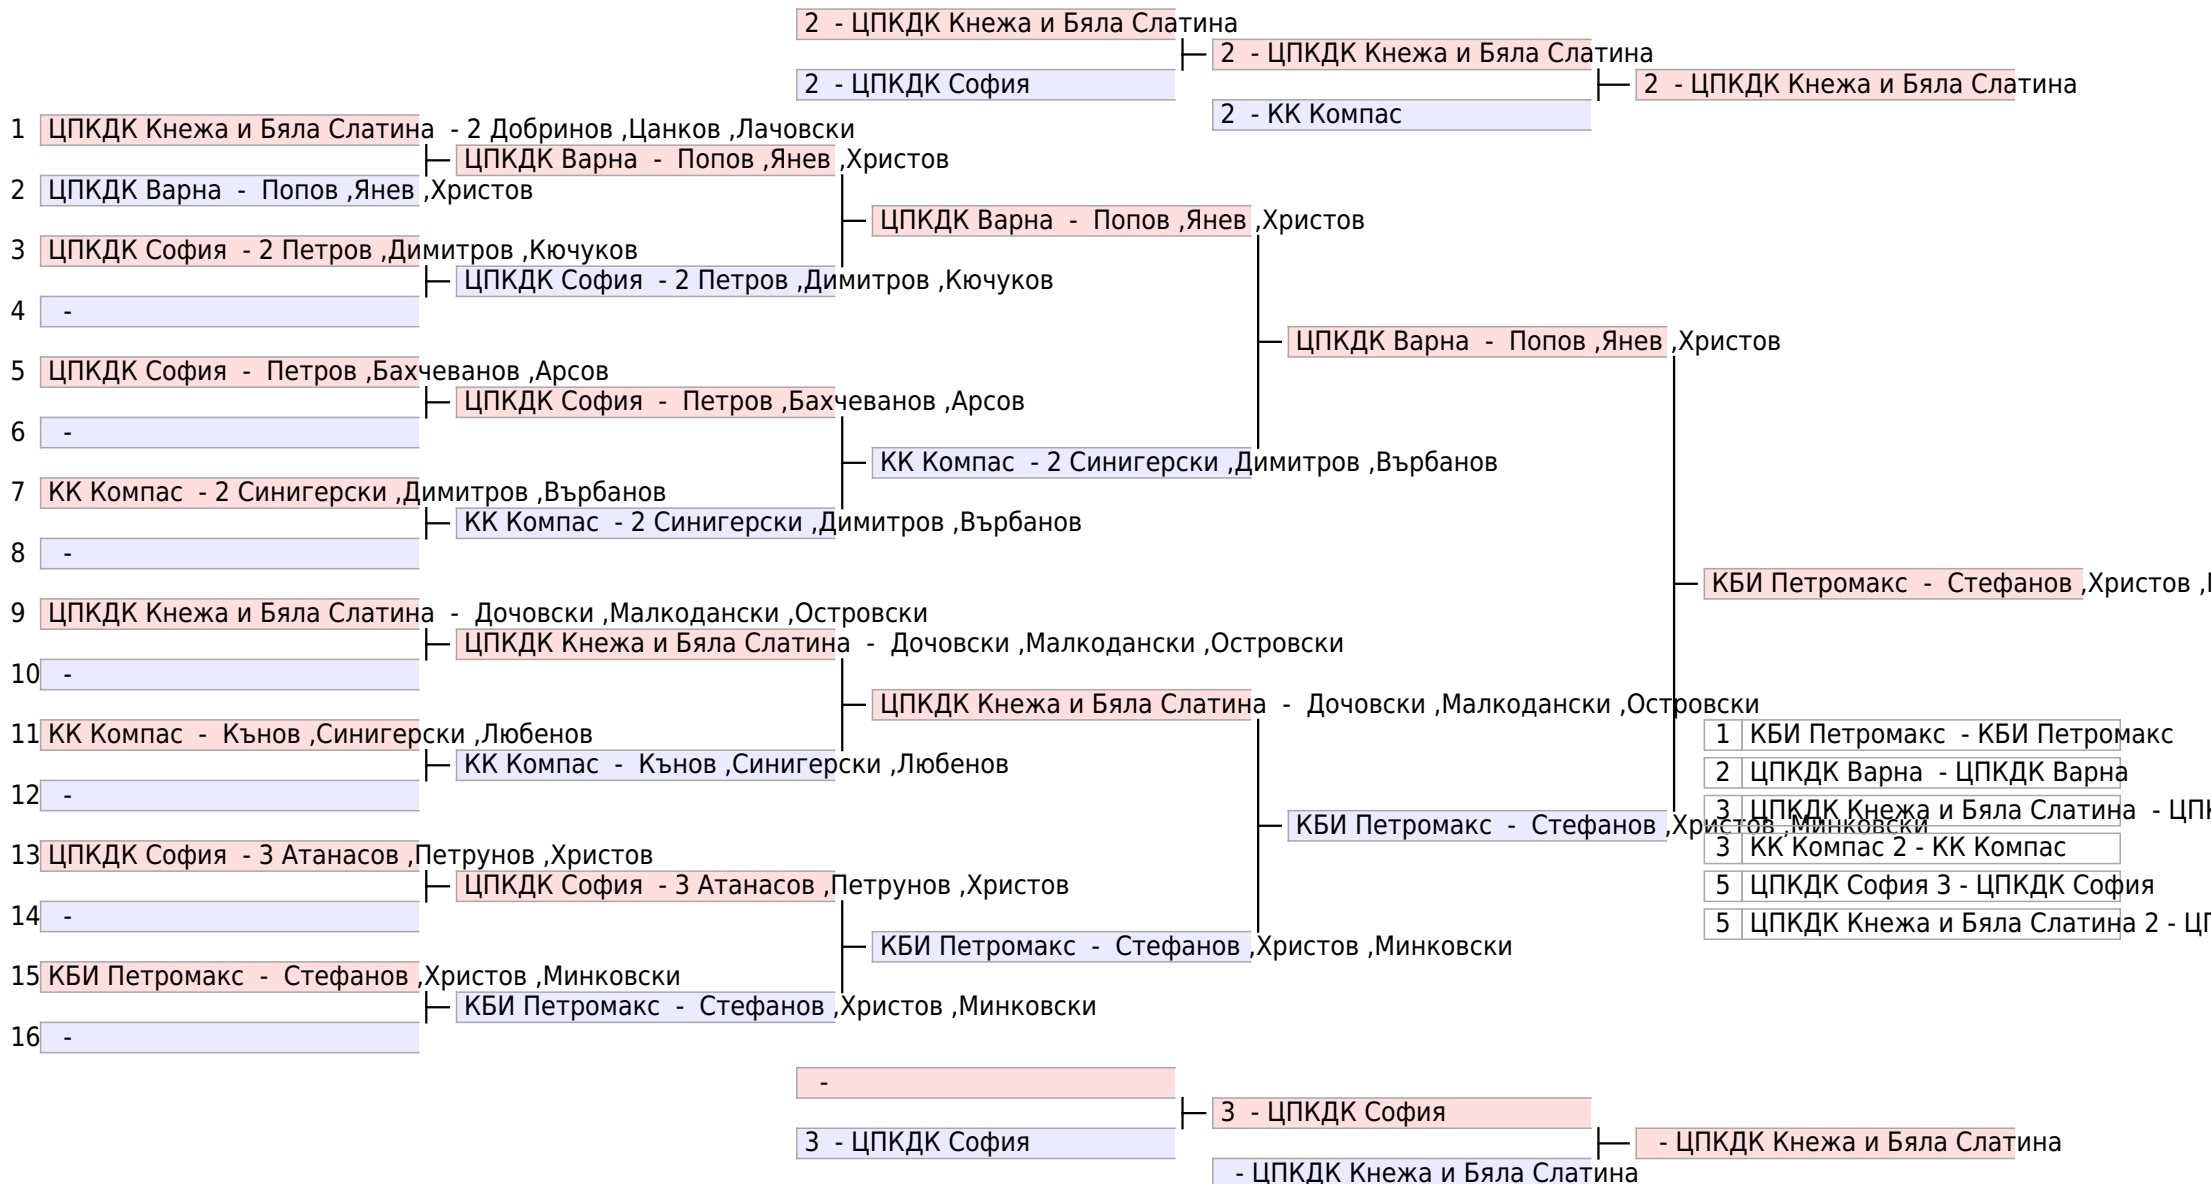 2 - ЦПКДК Кнежа и Бяла Слатина
2 - ЦПКДК Кнежа и Бяла Слатина
2 - ЦПКДК София
2 - ЦПКДК Кнежа и Бяла Слатина
2 - КК Компас
1 ЦПКДК Кнежа и Бяла Слатина - 2 Добринов ,Цанков ,Лачовски
ЦПКДК Варна - Попов ,Янев ,Христов
2 ЦПКДК Варна - Попов ,Янев ,Христов
ЦПКДК Варна - Попов ,Янев ,Христов
3 ЦПКДК София - 2 Петров ,Димитров ,Кючуков
ЦПКДК София - 2 Петров ,Димитров ,Кючуков
4 -
ЦПКДК Варна - Попов ,Янев ,Христов
5 ЦПКДК София - Петров ,Бахчеванов ,Арсов
ЦПКДК София - Петров ,Бахчеванов ,Арсов
6 -
КК Компас - 2 Синигерски ,Димитров ,Върбанов
7 КК Компас - 2 Синигерски ,Димитров ,Върбанов
КК Компас - 2 Синигерски ,Димитров ,Върбанов
8 -
КБИ Петромакс - Стефанов ,Христов ,
9 ЦПКДК Кнежа и Бяла Слатина - Дочовски ,Малкодански ,Островски
ЦПКДК Кнежа и Бяла Слатина - Дочовски ,Малкодански ,Островски
10 -
ЦПКДК Кнежа и Бяла Слатина - Дочовски ,Малкодански ,Островски
11 КК Компас - Кънов ,Синигерски ,Любенов
1 КБИ Петромакс - КБИ Петромакс
КК Компас - Кънов ,Синигерски ,Любенов
2 ЦПКДК Варна - ЦПКДК Варна
12 -
3 ЦПКДК Кнежа и Бяла Слатина - ЦП
КБИ Петромакс - Стефанов ,Христов ,Минковски
3 КК Компас 2 - КК Компас
13 ЦПКДК София - 3 Атанасов ,Петрунов ,Христов
ЦПКДК София - 3 Атанасов ,Петрунов ,Христов
5 ЦПКДК София 3 - ЦПКДК София
14 -
5 ЦПКДК Кнежа и Бяла Слатина 2 - Ц
КБИ Петромакс - Стефанов ,Христов ,Минковски
15 КБИ Петромакс - Стефанов ,Христов ,Минковски
КБИ Петромакс - Стефанов ,Христов ,Минковски
16 -
-
3 - ЦПКДК София
3 - ЦПКДК София
- ЦПКДК Кнежа и Бяла Слатина
- ЦПКДК Кнежа и Бяла Слатина